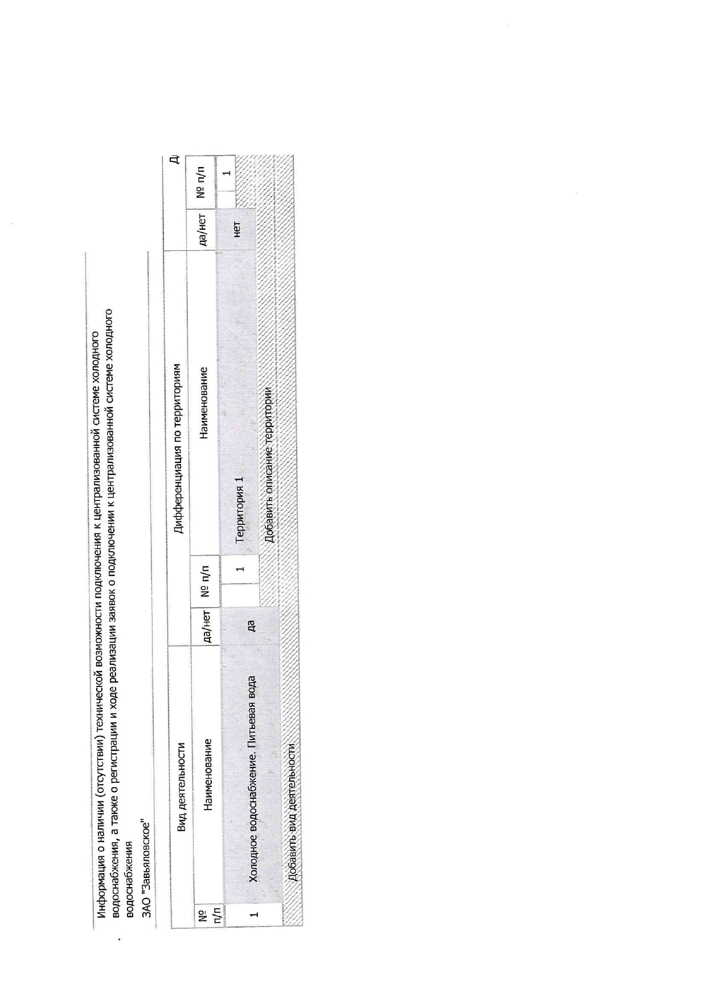 Информация о наличии (отсутствии) технической возможности подключения к централизованной системе холодного
водоснабжения, а также о регистрации и ходе реализации заявок о подключении к централизованной системе холодного
водоснабжения
ЗАО "Завьяловское"
Вид деятельности
Дифференциация по территориям
Д
№
п/п
Наименование
да/нет
№ п/п
Наименование
да/нет
№ п/п
1
Холодное водоснабжение. Питьевая вода
да
1
Территория 1
нет
1
Добавить описание территории
Добавить вид деятельности